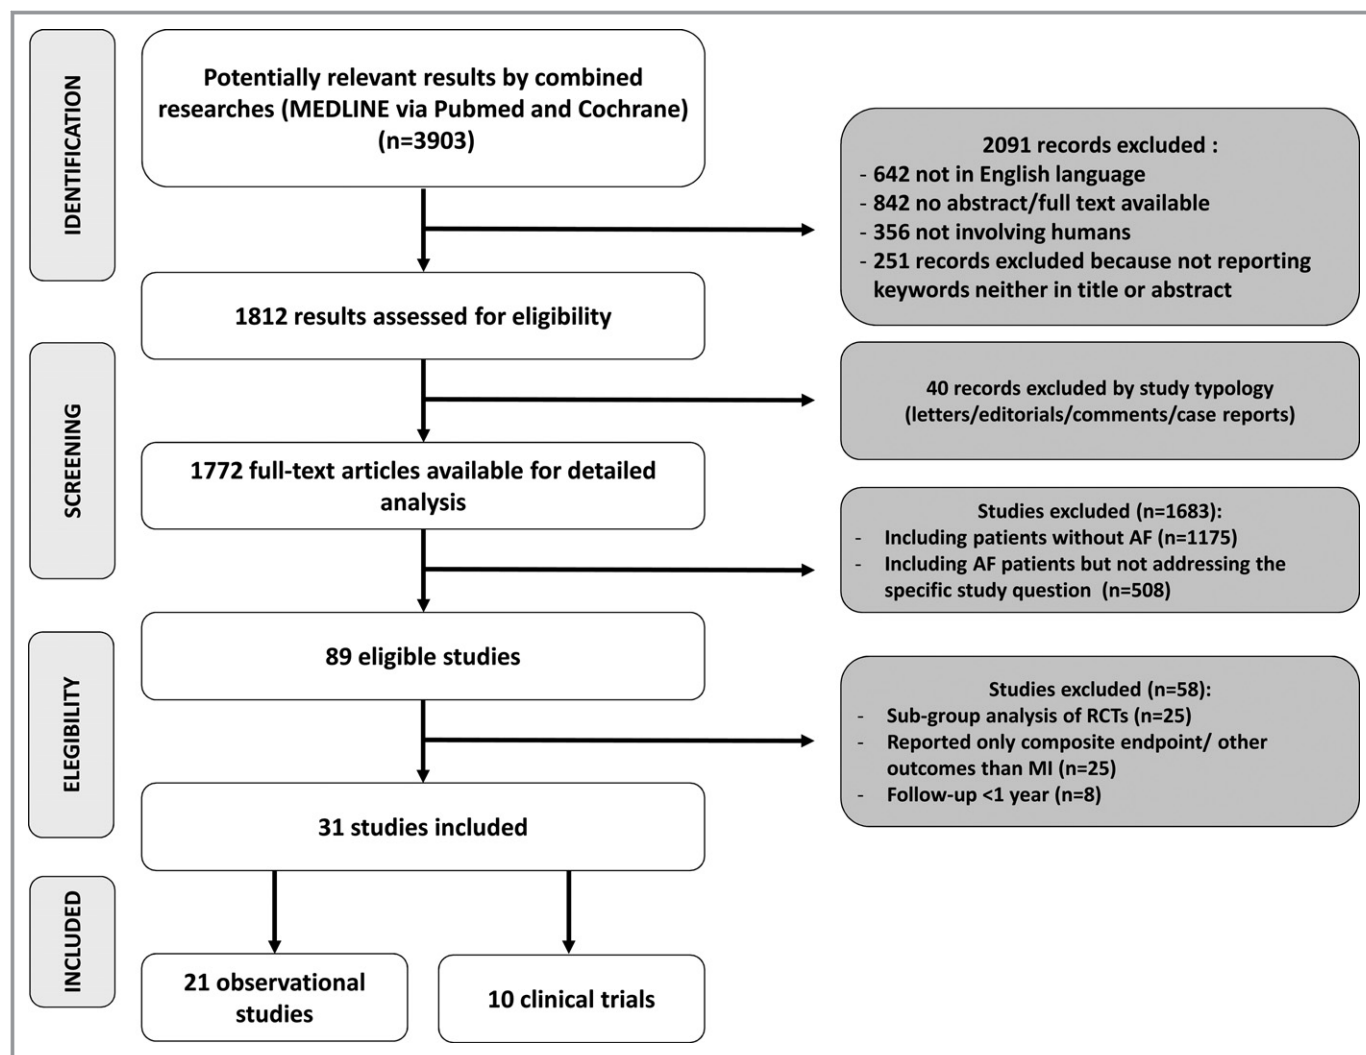 IDENTIFICATION
Potentially relevant results by combined
researches (MEDLINE via Pubmed and Cochrane)
(n=3903)
2091 records excluded :
- 642 not in English language
- 842 no abstract/full text available
- 356 not involving humans
- 251 records excluded because not reporting
keywords neither in title or abstract
1812 results assessed for eligibility
SCREENING
40 records excluded by study typology
(letters/editorials/comments/case reports)
1772 full-text articles available for detailed
analysis
Studies excluded (n=1683):
- Including patients without AF (n=1175)
- Including AF patients but not addressing the
specific study question (n=508)
ELEGIBILITY
89 eligible studies
Studies excluded (n=58):
- Sub-group analysis of RCTs (n=25)
- Reported only composite endpoint/ other
outcomes than MI (n=25)
- Follow-up <1 year (n=8)
31 studies included
INCLUDED
21 observational
studies
10 clinical trials